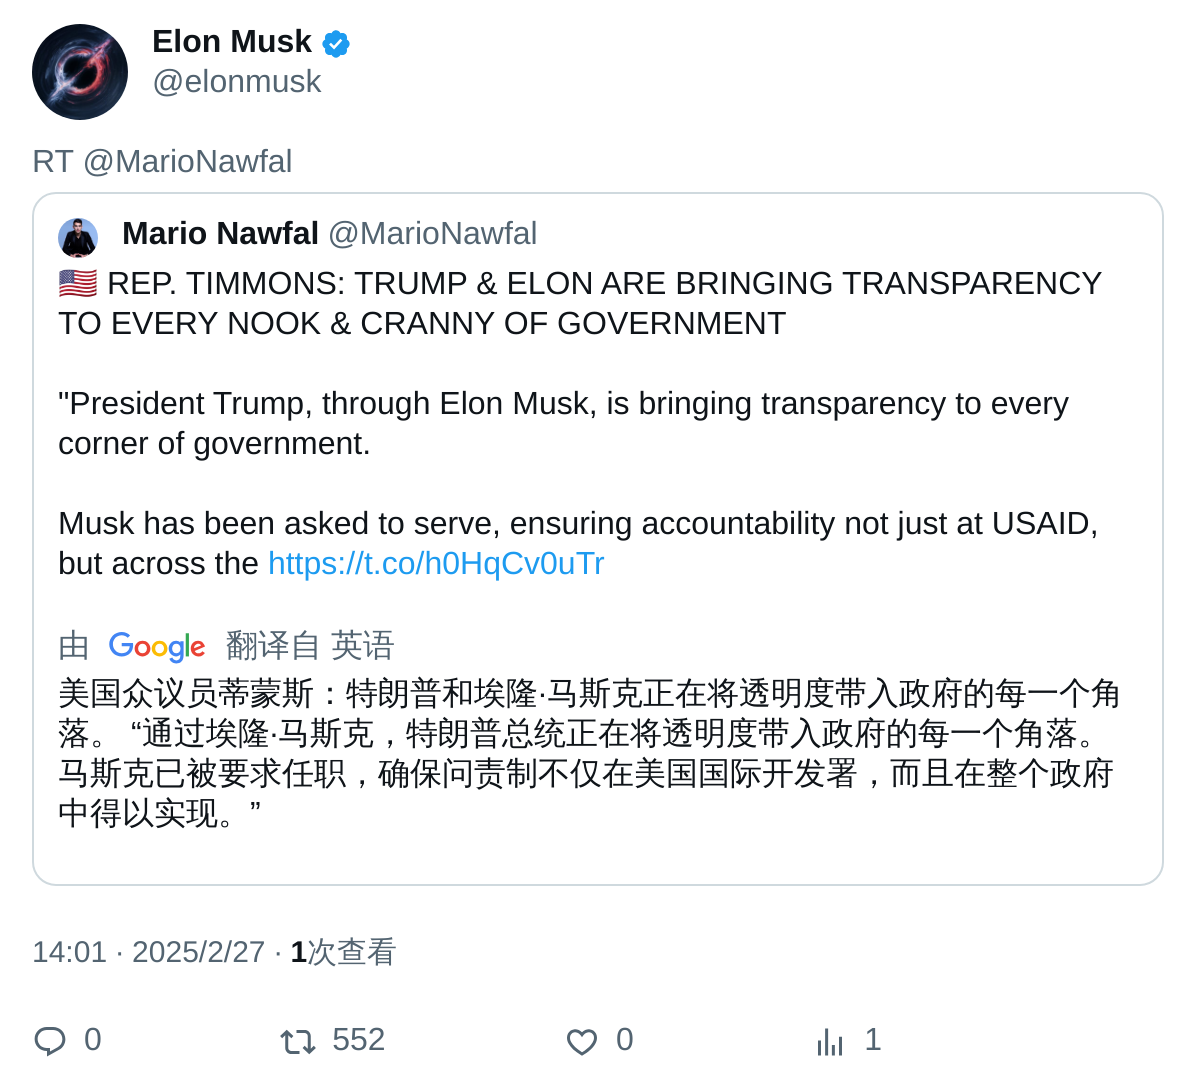 Elon Musk
@elonmusk
RT @MarioNawfal
Mario Nawfal @MarioNawfal
🇺🇸 REP. TIMMONS: TRUMP & ELON ARE BRINGING TRANSPARENCY
TO EVERY NOOK & CRANNY OF GOVERNMENT
"President Trump, through Elon Musk, is bringing transparency to every
corner of government.
Musk has been asked to serve, ensuring accountability not just at USAID,
but across the https://t.co/h0HqCv0uTr
由 Google 翻译自 英语
美国众议员蒂蒙斯：特朗普和埃隆·马斯克正在将透明度带入政府的每一个角
落。 “通过埃隆·马斯克，特朗普总统正在将透明度带入政府的每一个角落。
马斯克已被要求任职，确保问责制不仅在美国国际开发署，而且在整个政府
中得以实现。”
14:01 · 2025/2/27 · 1次查看
0 552 0 1